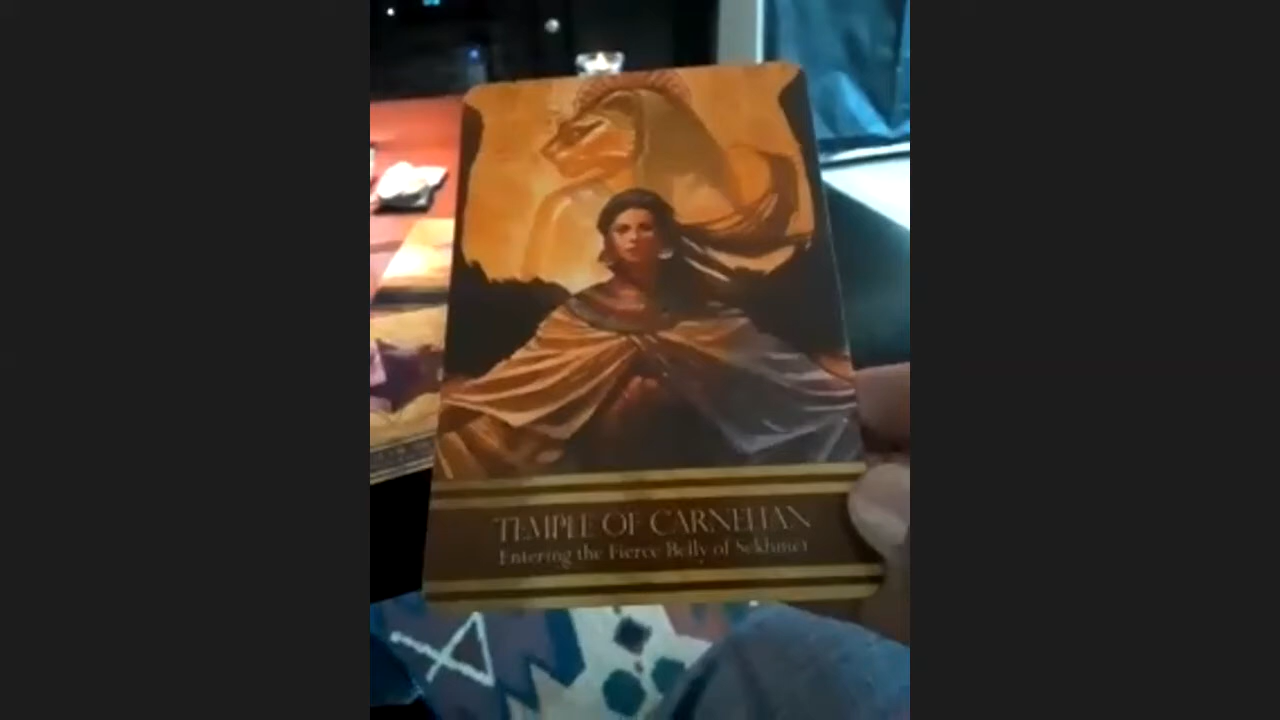 TEMPLE OF CARNELIAN
Entering the Fierce Belly of Sekhmet